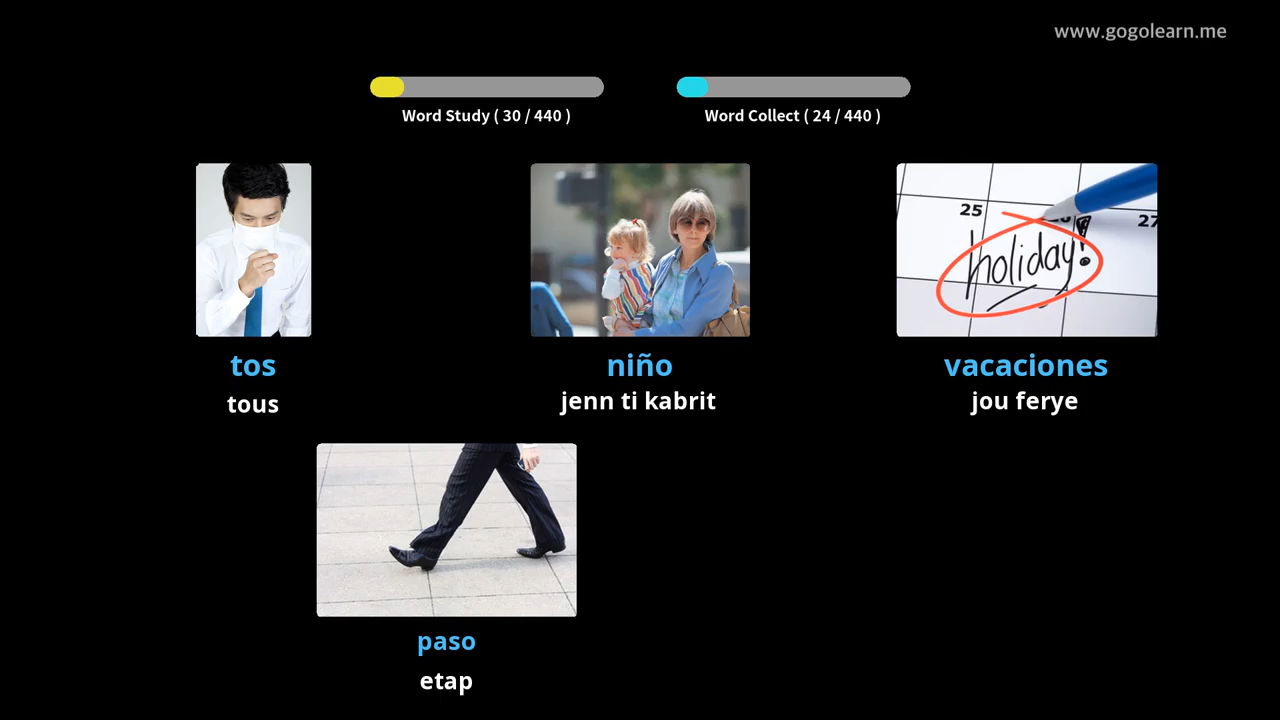 www.gogolearn.me
Word Study ( 30 / 440 )
Word Collect ( 24 / 440 )
25
27
holiday!
tos
niño
vacaciones
tous
jenn ti kabrit
jou ferye
paso
etap